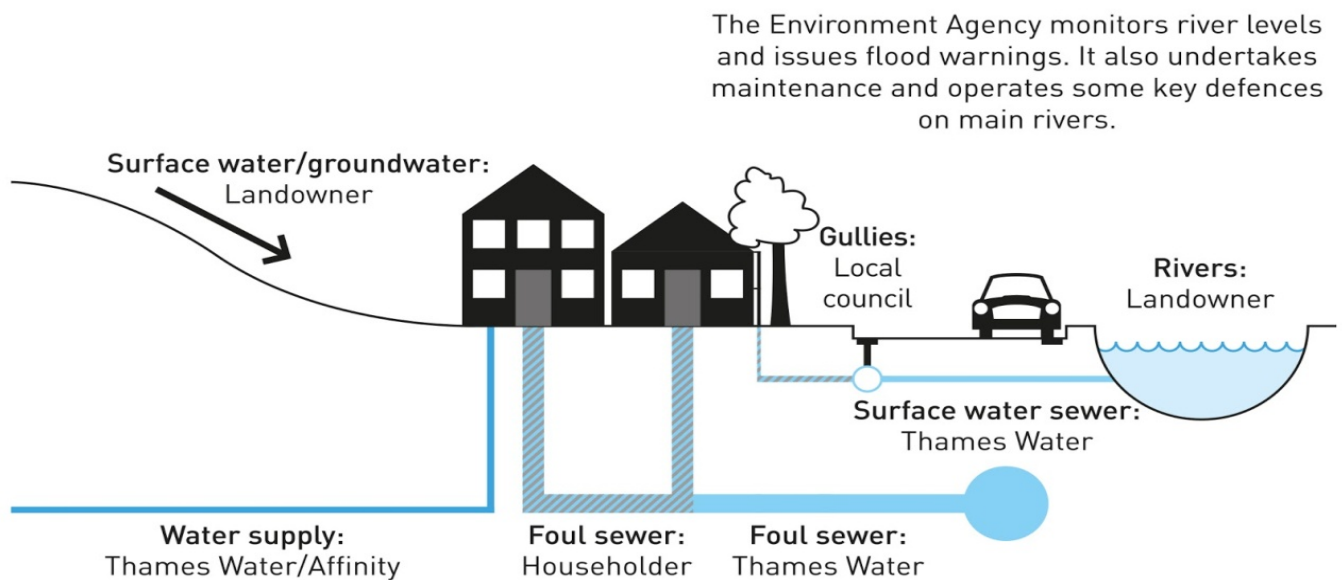 The Environment Agency monitors river levels
and issues flood warnings. It also undertakes
maintenance and operates some key defences
on main rivers.
Surface water/groundwater:
Landowner
Gullies:
Local
council
Rivers:
Landowner
Surface water sewer:
Thames Water
Water supply:
Thames Water/Affinity
Foul sewer:
Householder
Foul sewer:
Thames Water